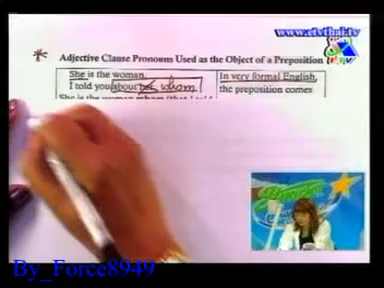 www.etvthai.tv
Adjective Clause Pronouns Used as the Object of a Preposition
She is the woman.
I told you about her whom
She is the woman whom (that) I told
In very formal English,
the preposition comes
By_Force8949